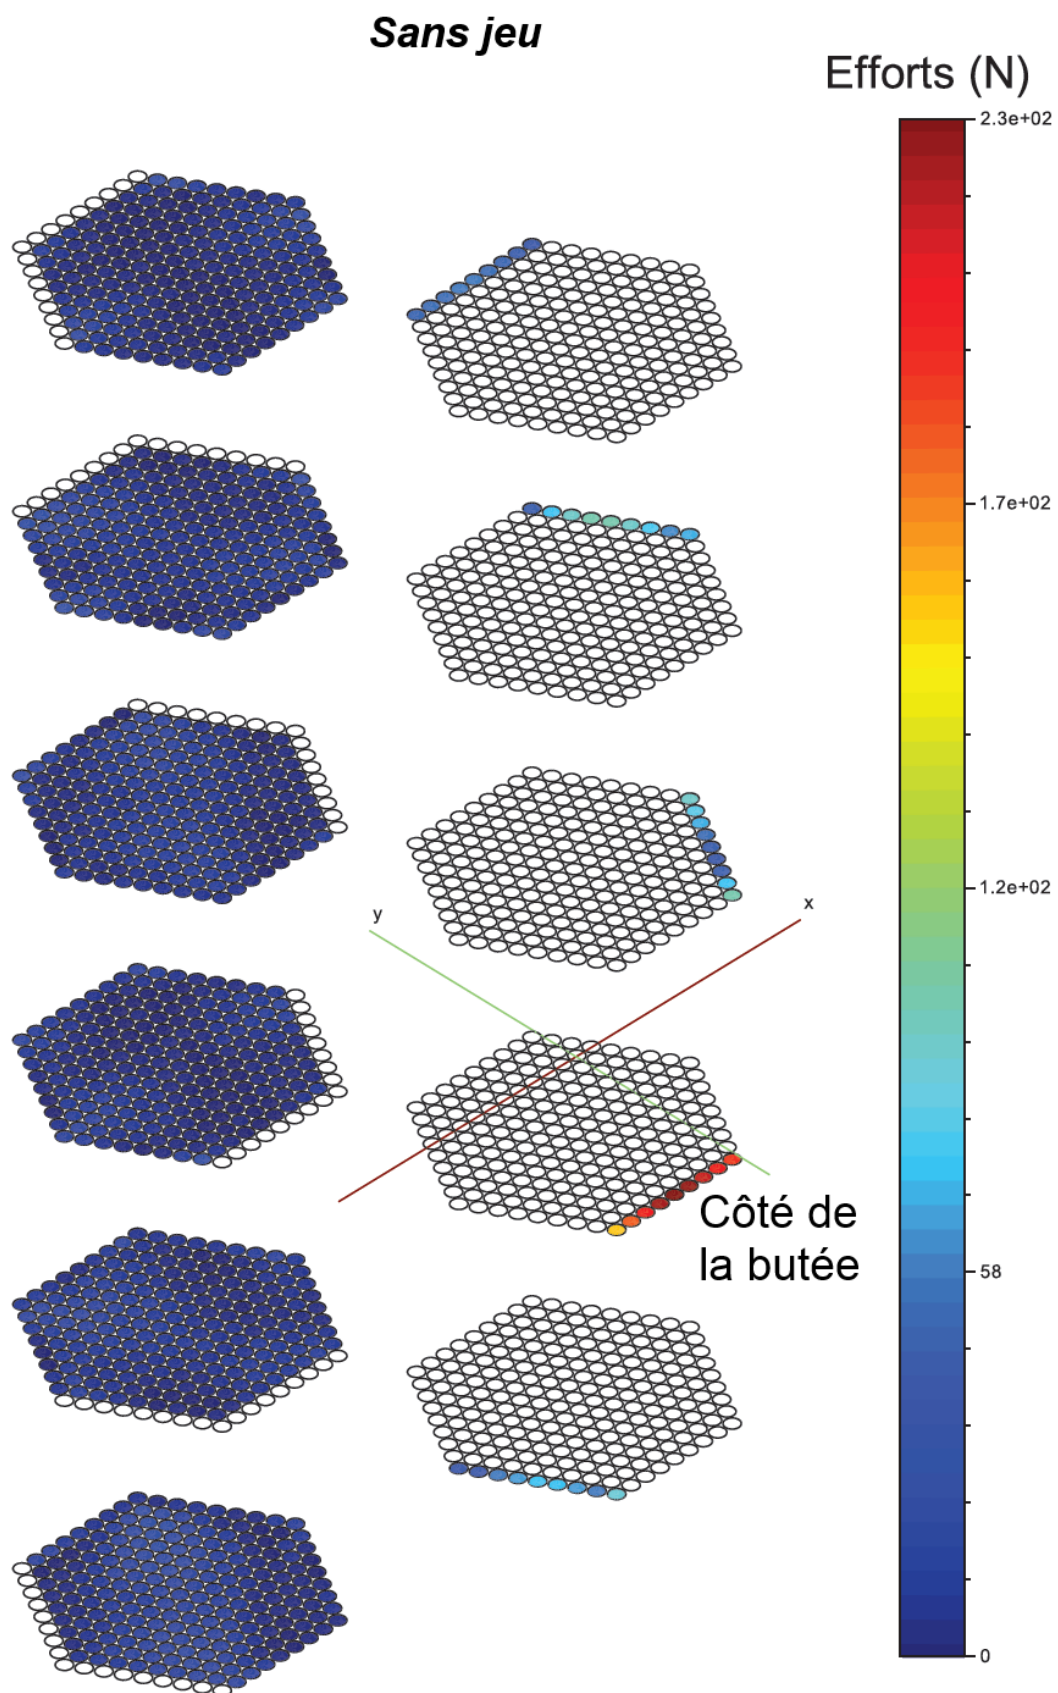 Sans jeu
Efforts (N)
2.3e+02
1.7e+02
1.2e+02
58
0
y
x
Côté de
la butée